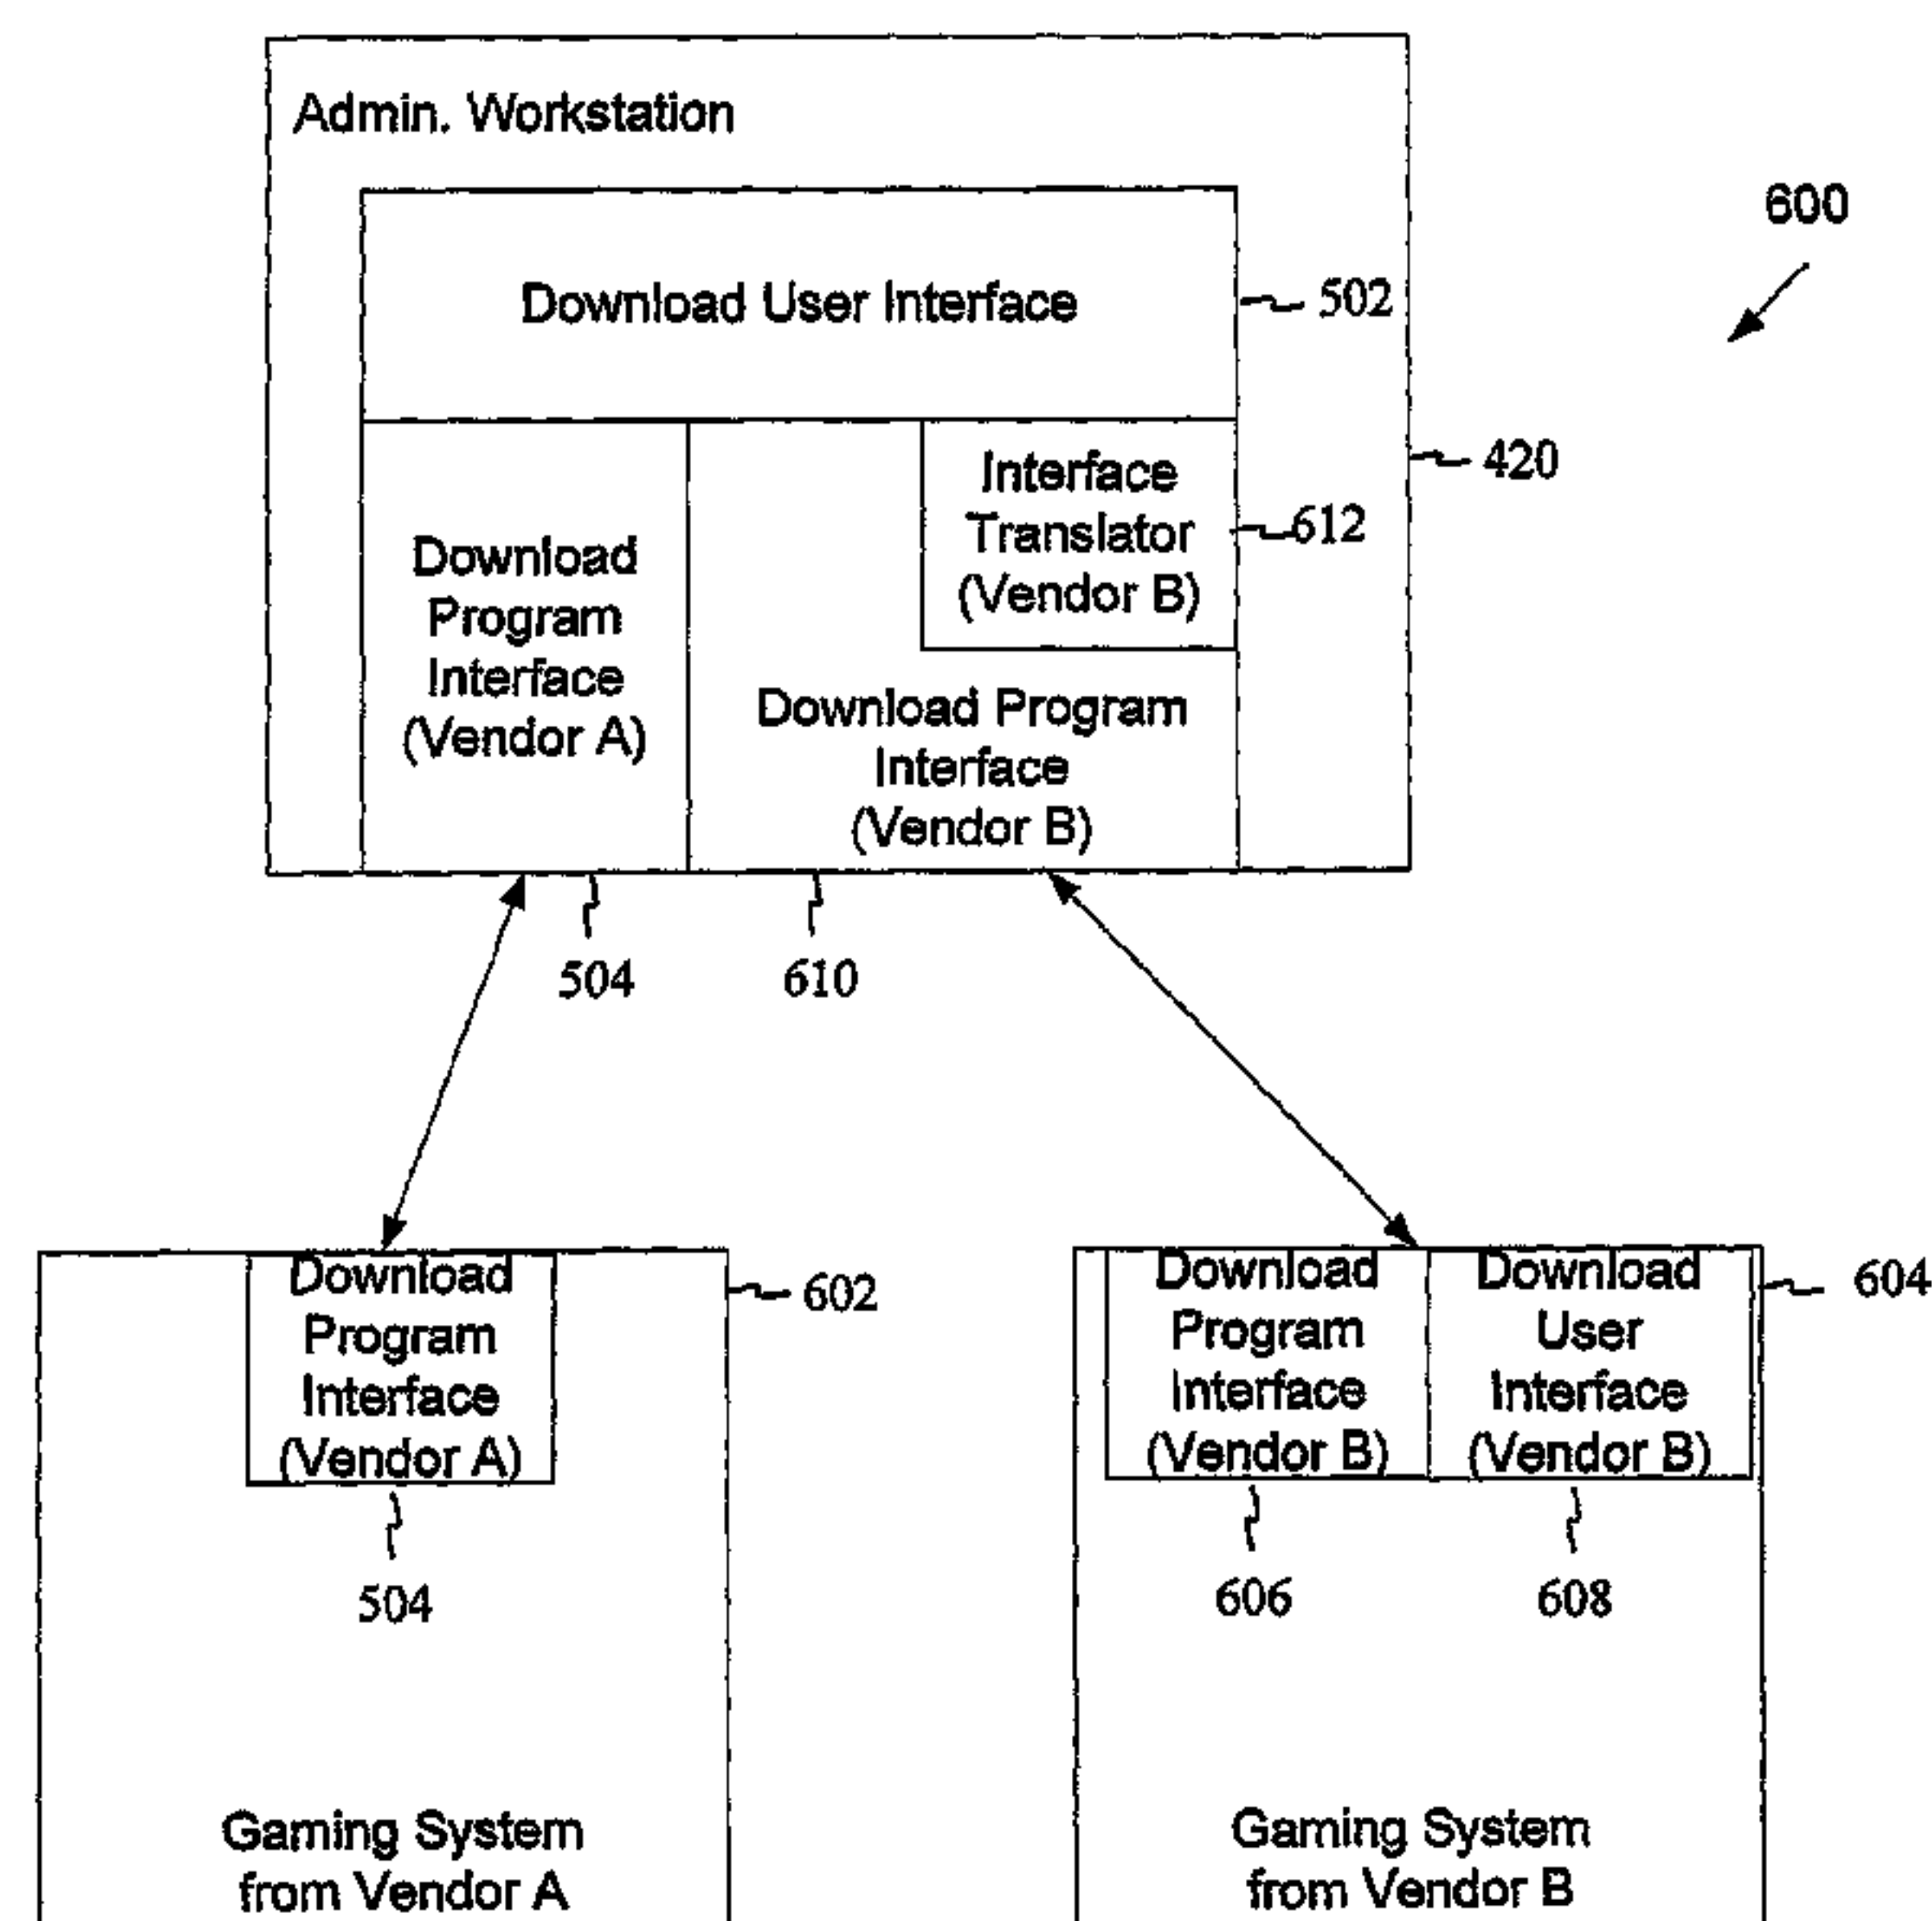 Admin. Workstation
600
Download User Interface
502
420
Interface
Translator
(Vendor B)
612
Download
Program
Interface
(Vendor A)
Download Program
Interface
(Vendor B)
504
610
Download
Program
Interface
(Vendor A)
602
504
Download
Program
Interface
(Vendor B)
Download
User
Interface
(Vendor B)
604
606
608
Gaming System
from Vendor A
Gaming System
from Vendor B